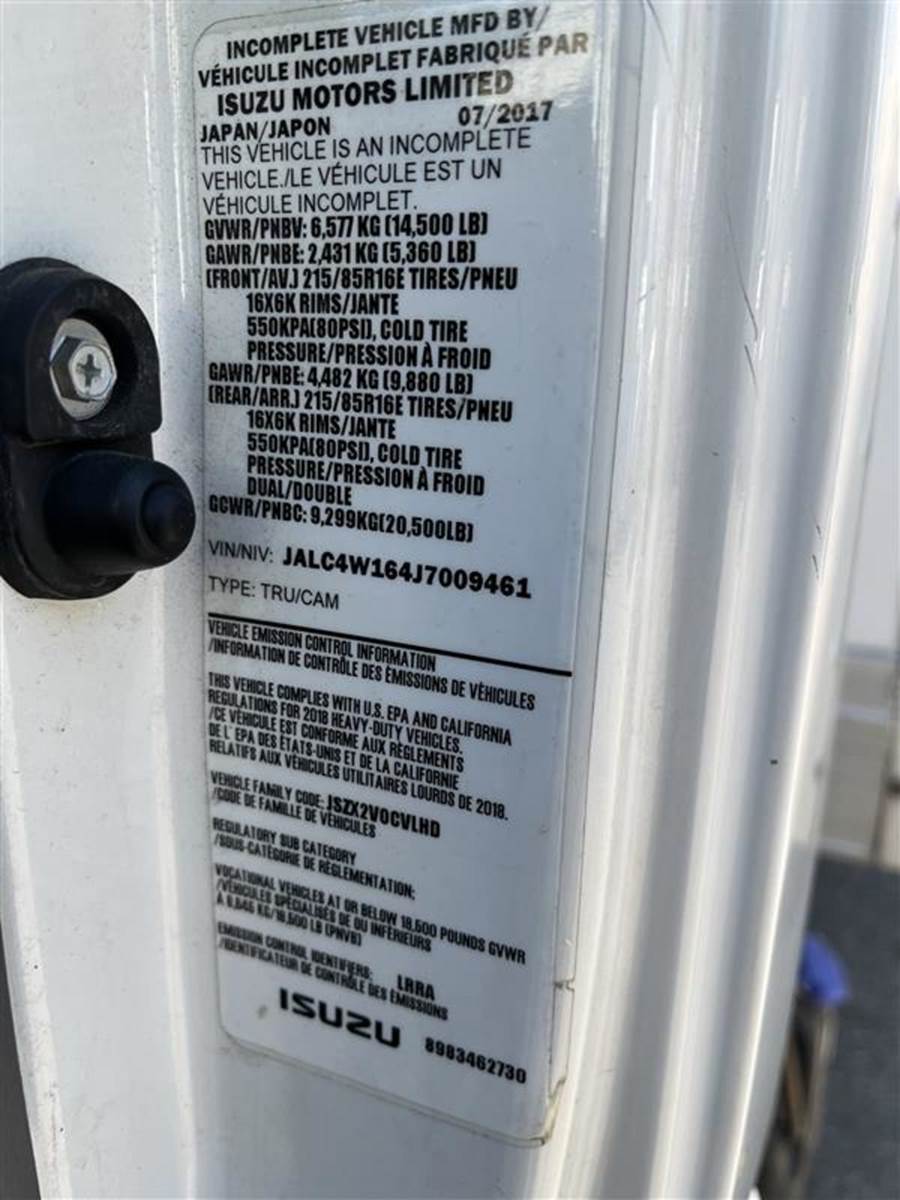 INCOMPLETE VEHICLE MFD BY/
VÉHICULE INCOMPLET FABRIQUÉ PAR
ISUZU MOTORS LIMITED
JAPAN/JAPON 07/2017
THIS VEHICLE IS AN INCOMPLETE
VEHICLE./LE VÉHICULE EST UN
VÉHICULE INCOMPLET.
GVWR/PNBV: 6,577 KG (14,500 LB)
GAWR/PNBE: 2,431 KG (5,360 LB)
(FRONT/AV.) 215/85R16E TIRES/PNEU
16X6K RIMS/JANTE
550KPA(80PSI), COLD TIRE
PRESSURE/PRESSION À FROID
GAWR/PNBE: 4,482 KG (9,880 LB)
(REAR/ARR.) 215/85R16E TIRES/PNEU
16X6K RIMS/JANTE
550KPA(80PSI), COLD TIRE
PRESSURE/PRESSION À FROID
DUAL/DOUBLE
GCWR/PNBC: 9,299KG(20,500LB)
VIN/NIV: JALC4W164J7009461
TYPE: TRU/CAM
VEHICLE EMISSION CONTROL INFORMATION
/INFORMATION DE CONTRÔLE DES ÉMISSIONS DE VÉHICULES
THIS VEHICLE COMPLIES WITH U.S. EPA AND CALIFORNIA
REGULATIONS FOR 2018 HEAVY-DUTY VEHICLES.
/CE VÉHICULE EST CONFORME AUX RÈGLEMENTS
DE L' EPA DES ÉTATS-UNIS ET DE LA CALIFORNIE
RELATIFS AUX VÉHICULES UTILITAIRES LOURDS DE 2018.
VEHICLE FAMILY CODE: JSZX2VOCVLHD
/CODE DE FAMILLE DE VÉHICULES
REGULATORY SUB CATEGORY
/SOUS-CATÉGORIE DE RÉGLEMENTATION:
VOCATIONAL VEHICLES AT OR BELOW 19,500 POUNDS GVWR
/VÉHICULES SPÉCIALISÉS DE OU INFÉRIEURS
À 8,845 KG/19,500 LB (PNVB)
EMISSION CONTROL IDENTIFIERS: LRRA
/IDENTIFICATEUR DE CONTRÔLE DES ÉMISSIONS
ISUZU 8983462730